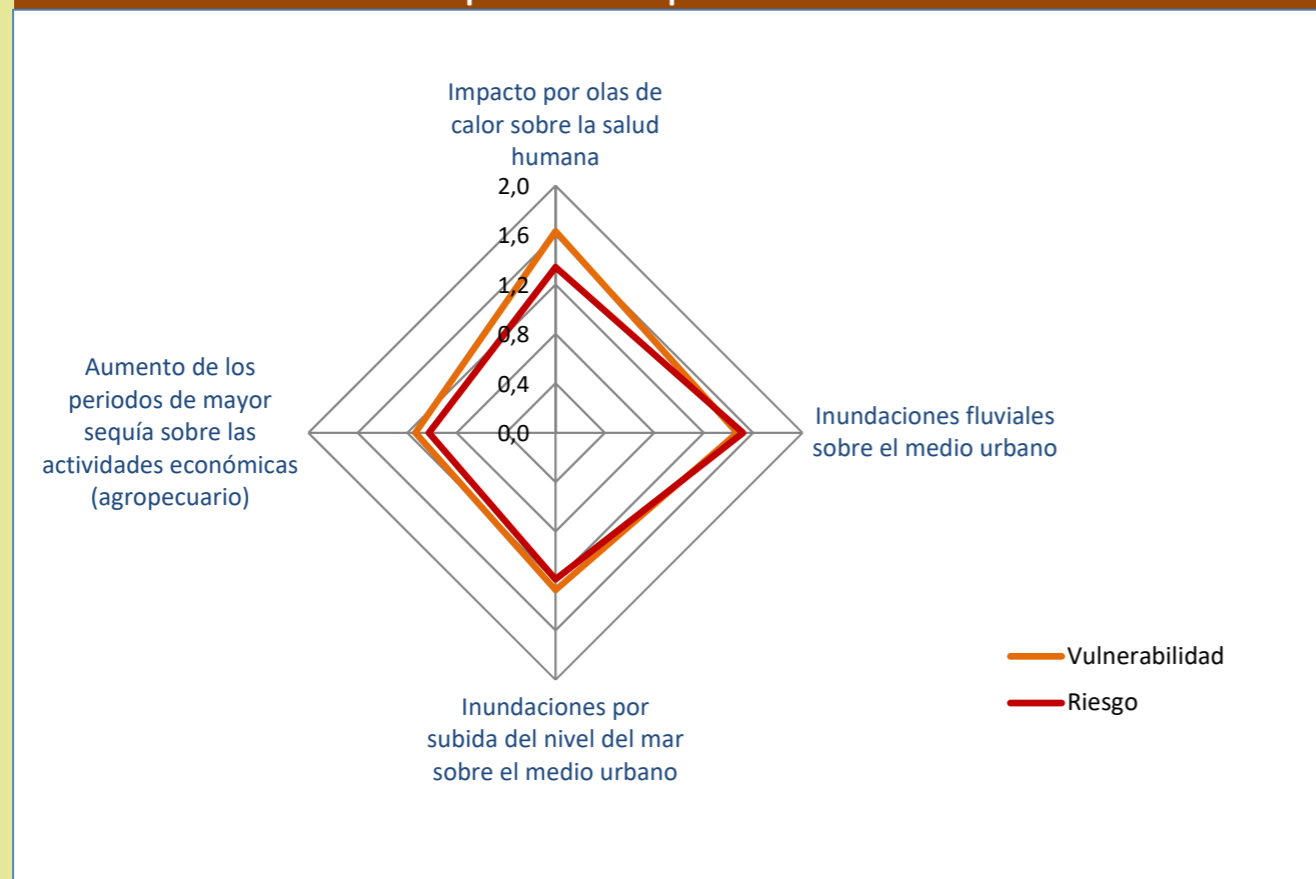 Impacto por olas de
calor sobre la salud
humana
2,0
1,6
1,2
0,8
0,4
0,0
Aumento de los
periodos de mayor
sequía sobre las
actividades económicas
(agropecuario)
Inundaciones fluviales
sobre el medio urbano
Inundaciones por
subida del nivel del mar
sobre el medio urbano
Vulnerabilidad
Riesgo